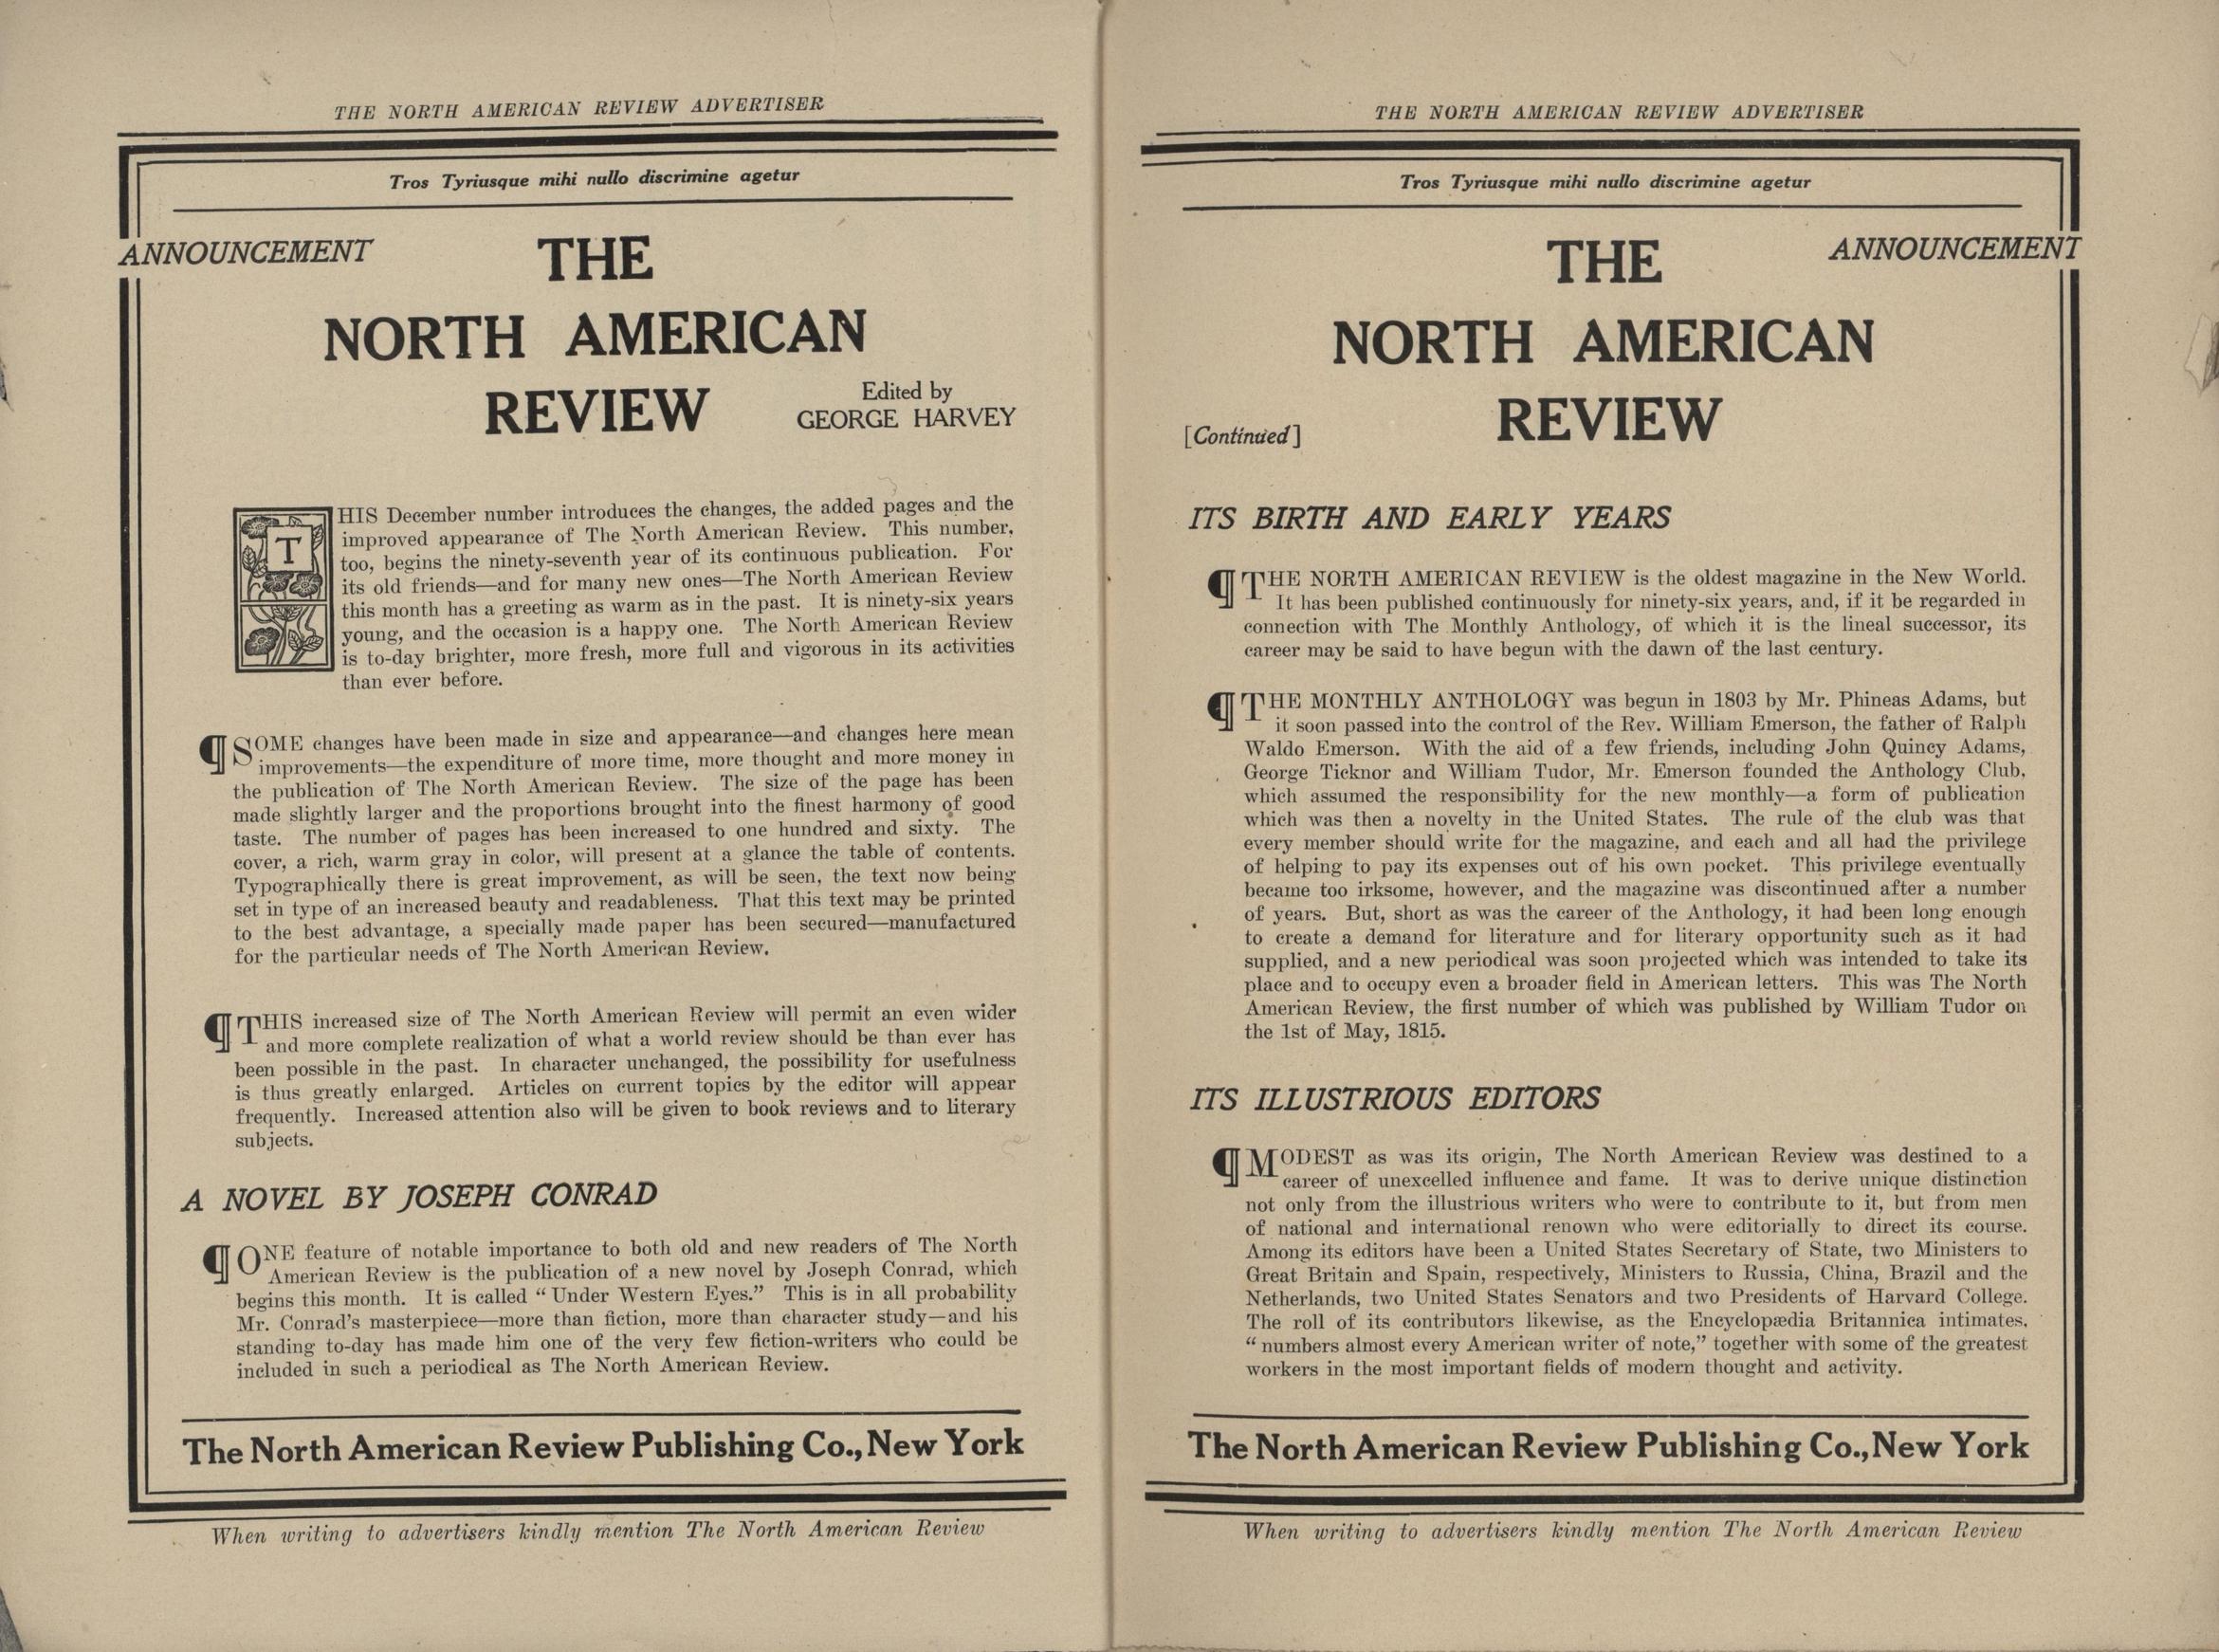 THE NORTH AMERICAN REVIEW ADVERTISER
Tros Tyriusque mihi nullo discrimine agetur
ANNOUNCEMENT
THE
NORTH AMERICAN
REVIEW
Edited by
GEORGE HARVEY
THIS December number introduces the changes, the added pages and the
improved appearance of The North American Review. This number,
too, begins the ninety-seventh year of its continuous publication. For
its old friends—and for many new ones—The North American Review
this month has a greeting as warm as in the past. It is ninety-six years
young, and the occasion is a happy one. The North American Review
is to-day brighter, more fresh, more full and vigorous in its activities
than ever before.
¶ SOME changes have been made in size and appearance—and changes here mean
improvements—the expenditure of more time, more thought and more money in
the publication of The North American Review. The size of the page has been
made slightly larger and the proportions brought into the finest harmony of good
taste. The number of pages has been increased to one hundred and sixty. The
cover, a rich, warm gray in color, will present at a glance the table of contents.
Typographically there is great improvement, as will be seen, the text now being
set in type of an increased beauty and readableness. That this text may be printed
to the best advantage, a specially made paper has been secured—manufactured
for the particular needs of The North American Review.
¶ THIS increased size of The North American Review will permit an even wider
and more complete realization of what a world review should be than ever has
been possible in the past. In character unchanged, the possibility for usefulness
is thus greatly enlarged. Articles on current topics by the editor will appear
frequently. Increased attention also will be given to book reviews and to literary
subjects.
A NOVEL BY JOSEPH CONRAD
¶ ONE feature of notable importance to both old and new readers of The North
American Review is the publication of a new novel by Joseph Conrad, which
begins this month. It is called “Under Western Eyes.” This is in all probability
Mr. Conrad's masterpiece—more than fiction, more than character study—and his
standing to-day has made him one of the very few fiction-writers who could be
included in such a periodical as The North American Review.
The North American Review Publishing Co., New York
When writing to advertisers kindly mention The North American Review
THE NORTH AMERICAN REVIEW ADVERTISER
Tros Tyriusque mihi nullo discrimine agetur
THE
ANNOUNCEMENT
NORTH AMERICAN
REVIEW
[Continued]
ITS BIRTH AND EARLY YEARS
¶ THE NORTH AMERICAN REVIEW is the oldest magazine in the New World.
It has been published continuously for ninety-six years, and, if it be regarded in
connection with The Monthly Anthology, of which it is the lineal successor, its
career may be said to have begun with the dawn of the last century.
¶ THE MONTHLY ANTHOLOGY was begun in 1803 by Mr. Phineas Adams, but
it soon passed into the control of the Rev. William Emerson, the father of Ralph
Waldo Emerson. With the aid of a few friends, including John Quincy Adams,
George Ticknor and William Tudor, Mr. Emerson founded the Anthology Club,
which assumed the responsibility for the new monthly—a form of publication
which was then a novelty in the United States. The rule of the club was that
every member should write for the magazine, and each and all had the privilege
of helping to pay its expenses out of his own pocket. This privilege eventually
became too irksome, however, and the magazine was discontinued after a number
of years. But, short as was the career of the Anthology, it had been long enough
to create a demand for literature and for literary opportunity such as it had
supplied, and a new periodical was soon projected which was intended to take its
place and to occupy even a broader field in American letters. This was The North
American Review, the first number of which was published by William Tudor on
the 1st of May, 1815.
ITS ILLUSTRIOUS EDITORS
¶ MODEST as was its origin, The North American Review was destined to a
career of unexcelled influence and fame. It was to derive unique distinction
not only from the illustrious writers who were to contribute to it, but from men
of national and international renown who were editorially to direct its course.
Among its editors have been a United States Secretary of State, two Ministers to
Great Britain and Spain, respectively, Ministers to Russia, China, Brazil and the
Netherlands, two United States Senators and two Presidents of Harvard College.
The roll of its contributors likewise, as the Encyclopædia Britannica intimates,
“numbers almost every American writer of note,” together with some of the greatest
workers in the most important fields of modern thought and activity.
The North American Review Publishing Co., New York
When writing to advertisers kindly mention The North American Review